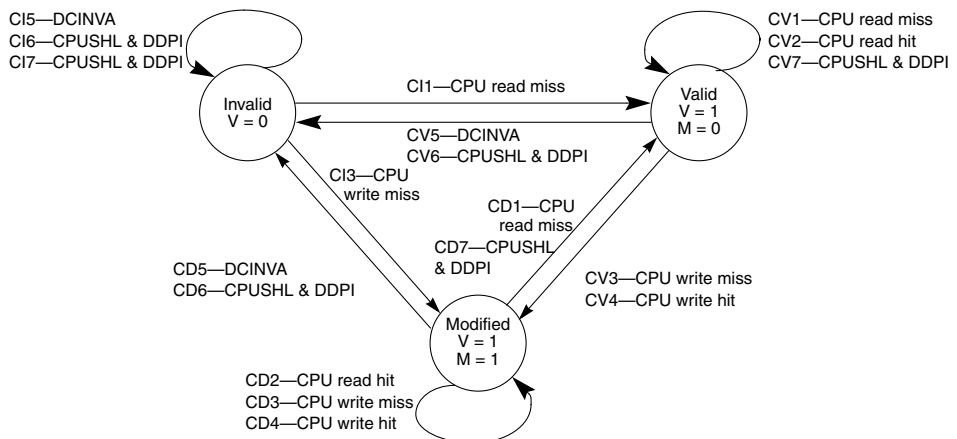 CI5—DCINVA
CI6—CPUSHL & DDPI
CI7—CPUSHL & DDPI
Invalid
V = 0
CI1—CPU read miss
CV5—DCINVA
CV6—CPUSHL & DDPI
CV1—CPU read miss
CV2—CPU read hit
CV7—CPUSHL & DDPI
Valid
V = 1
M = 0
CI3—CPU
write miss
CD1—CPU
read miss
CD7—CPUSHL
& DDPI
CD5—DCINVA
CD6—CPUSHL & DDPI
CV3—CPU write miss
CV4—CPU write hit
Modified
V = 1
M = 1
CD2—CPU read hit
CD3—CPU write miss
CD4—CPU write hit